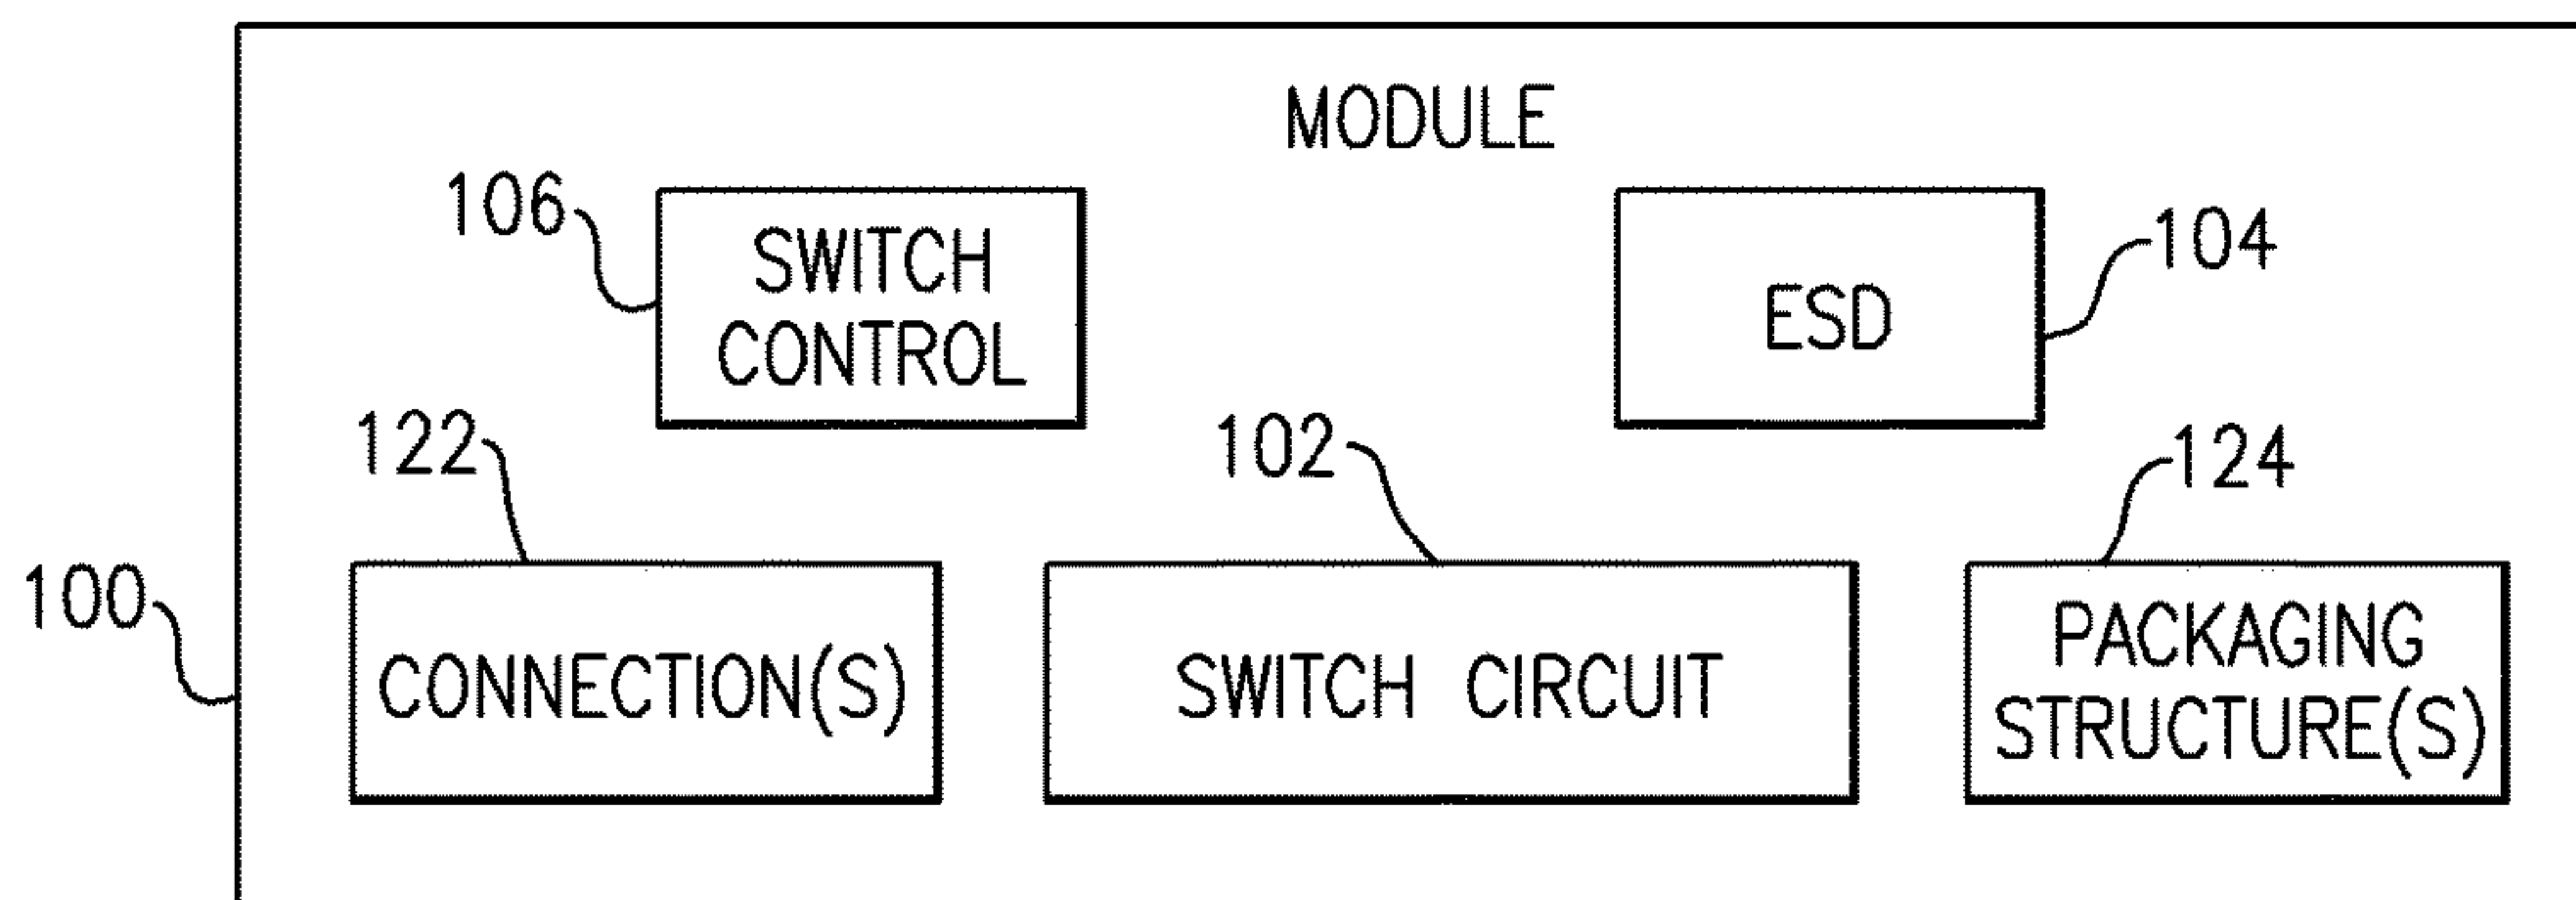 MODULE
106
SWITCH
CONTROL
ESD
104
122
102
124
100
CONNECTION(S)
SWITCH CIRCUIT
PACKAGING
STRUCTURE(S)